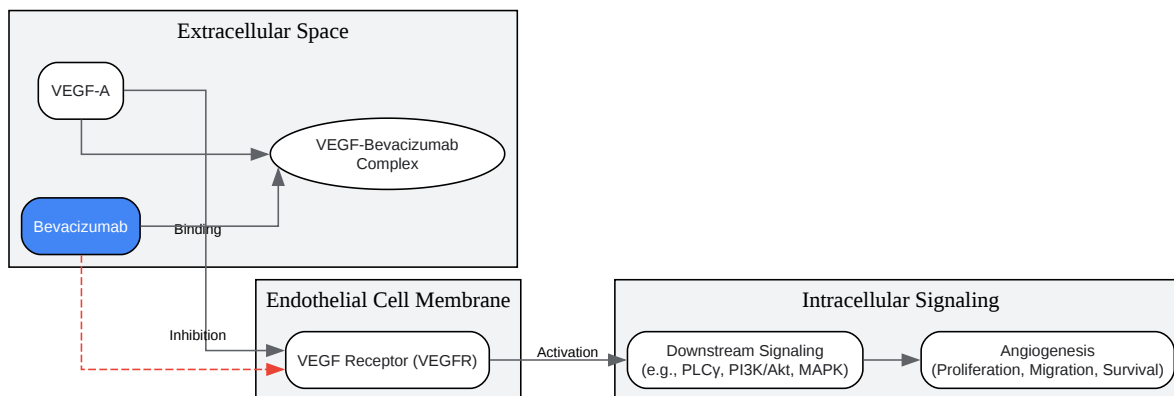 Extracellular Space
VEGF-A
VEGF-Bevacizumab
Complex
Bevacizumab
Binding
Endothelial Cell Membrane
Intracellular Signaling
Inhibition
VEGF Receptor (VEGFR)
Activation
Downstream Signaling
(e.g., PLCγ, PI3K/Akt, MAPK)
Angiogenesis
(Proliferation, Migration, Survival)